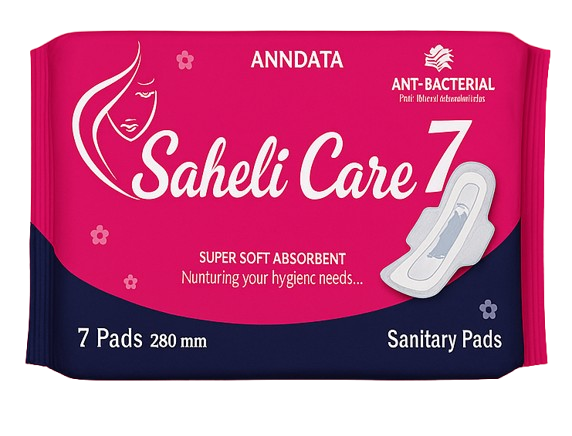 ANNDATA
ANT-BACTERIAL
Saheli Care 7
SUPER SOFT ABSORBENT
Nunturing your hygienc needs...
7 Pads 280 mm
Sanitary Pads